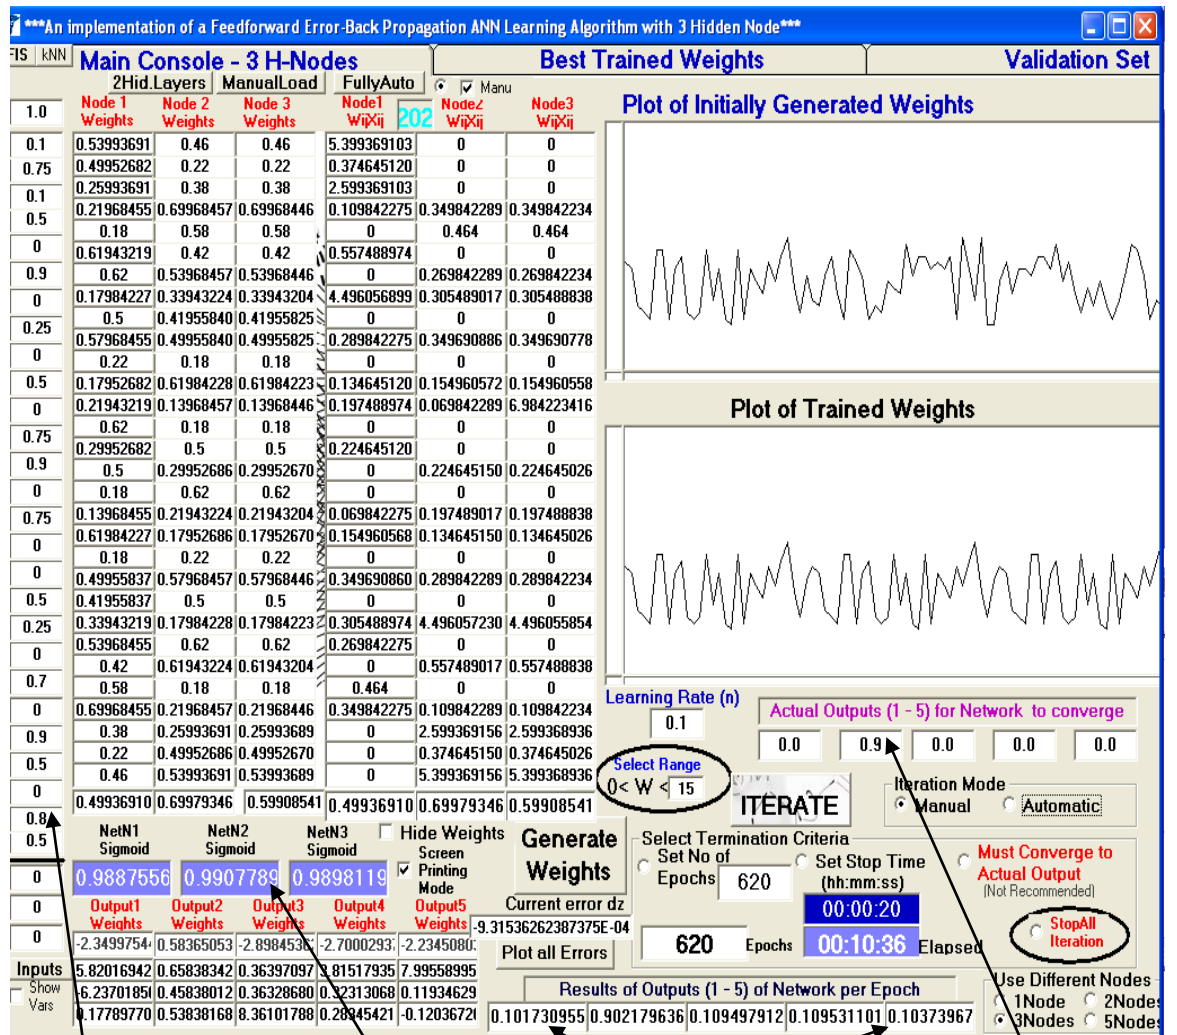 ***An implementation of a Feedforward Error-Back Propagation ANN Learning Algorithm with 3 Hidden Node***
FIS kNN Main Console - 3 H-Nodes Best Trained Weights Validation Set
2Hid.Layers ManualLoad FullyAuto Manu
Node 1 Weights Node 2 Weights Node 3 Weights Node1 WijXij 202 Node2 WijXij Node3 WijXij
Plot of Initially Generated Weights
1.0
0.1
0.75
0.1
0.5
0
0.9
0
0.25
0
0.5
0
0.75
0.9
0
0.75
0
0
0.5
0.25
0
0.7
0
0.9
0.5
0
0.8
0.5
0
0
0
Inputs
Show Vars
0.53993691 0.46 0.46 5.399369103 0 0
0.49952682 0.22 0.22 0.374645120 0 0
0.25993691 0.38 0.38 2.599369103 0 0
0.21968455 0.69968457 0.69968446 0.109842275 0.349842289 0.349842234
0.18 0.58 0.58 0 0.464 0.464
0.61943219 0.42 0.42 0.557488974 0 0
0.62 0.53968457 0.53968446 0 0.269842289 0.269842234
0.17984227 0.33943224 0.33943204 4.496056899 0.305489017 0.305488838
0.5 0.41955840 0.41955825 0 0 0
0.57968455 0.49955840 0.49955825 0.289842275 0.349690886 0.349690778
0.22 0.18 0.18 0 0 0
0.17952682 0.61984228 0.61984223 0.134645120 0.154960572 0.154960558
0.21943219 0.13968457 0.13968446 0.197488974 0.069842289 6.984223416
0.62 0.18 0.18 0 0 0
0.29952682 0.5 0.5 0.224645120 0 0
0.5 0.29952686 0.29952670 0 0.224645150 0.224645026
0.18 0.62 0.62 0 0 0
0.13968455 0.21943224 0.21943204 0.069842275 0.197489017 0.197488838
0.61984227 0.17952686 0.17952670 0.154960568 0.134645150 0.134645026
0.18 0.22 0.22 0 0 0
0.49955837 0.57968457 0.57968446 0.349690860 0.289842289 0.289842234
0.41955837 0.5 0.5 0 0 0
0.33943219 0.17984228 0.17984223 0.305488974 4.496057230 4.496055854
0.53968455 0.62 0.62 0.269842275 0 0
0.42 0.61943224 0.61943204 0 0.557489017 0.557488838
0.58 0.18 0.18 0.464 0 0
0.69968455 0.21968457 0.21968446 0.349842275 0.109842289 0.109842234
0.38 0.25993691 0.25993689 0 2.599369156 2.599368936
0.22 0.49952686 0.49952670 0 0.374645150 0.374645026
0.46 0.53993691 0.53993689 0 5.399369156 5.399368936
0.49936910 0.69979346 0.59908541 0.49936910 0.69979346 0.59908541
Plot of Trained Weights
Learning Rate (n)
0.1
Actual Outputs (1 - 5) for Network to converge
0.0 0.9 0.0 0.0 0.0
Select Range
0< W < 15
ITERATE
Iteration Mode
Manual Automatic
NetN1 Sigmoid NetN2 Sigmoid NetN3 Sigmoid
Hide Weights
Screen Printing Mode
Generate Weights
0.9887556 0.9907789 0.9898119
Select Termination Criteria
Set No of Epochs 620
Set Stop Time (hh:mm:ss)
00:00:20
Must Converge to Actual Output
(Not Recommended)
StopAll Iteration
620 Epochs 00:10:36 Elapsed
Output1 Weights Output2 Weights Output3 Weights Output4 Weights Output5 Weights
Current error dz
-9.31536262387375E-04
Plot all Errors
-2.3499754 0.58365053 -2.8984536 -2.7000293 -2.2345080
5.82016942 0.65838342 0.36397097 3.81517935 7.99558995
-6.2370185 0.45838012 0.36328680 0.32313068 0.11934629
0.17789770 0.53838168 8.36101788 0.28345421 -0.1203672
Use Different Nodes
1Node 2Nodes
3Nodes 5Nodes
Results of Outputs (1 - 5) of Network per Epoch
0.101730955 0.902179636 0.109497912 0.109531101 0.10373967